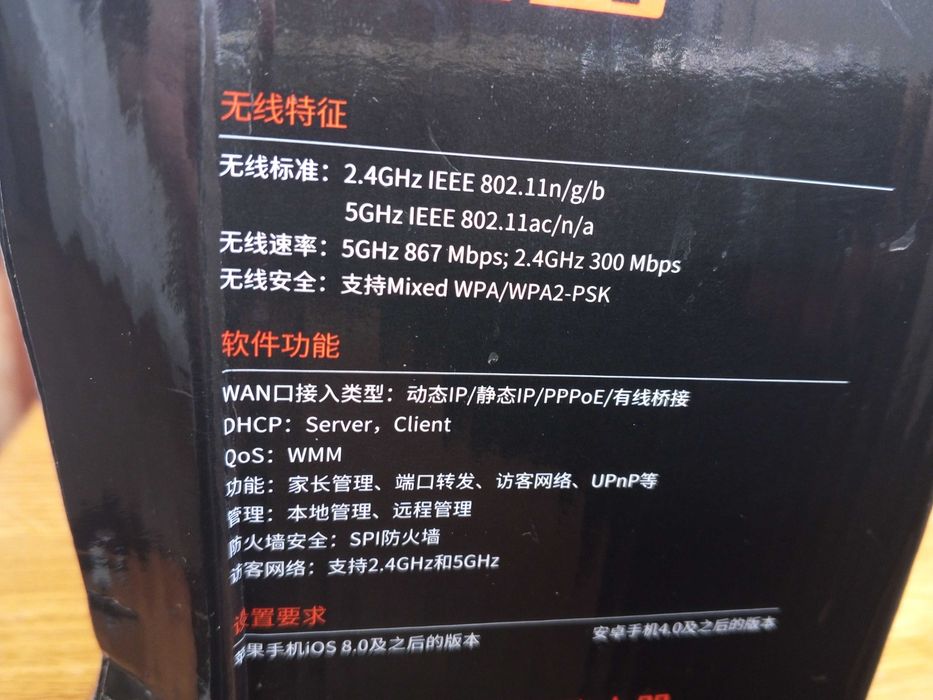 无线特征
无线标准：2.4GHz IEEE 802.11n/g/b
5GHz IEEE 802.11ac/n/a
无线速率：5GHz 867 Mbps; 2.4GHz 300 Mbps
无线安全：支持Mixed WPA/WPA2-PSK
软件功能
WAN口接入类型：动态IP/静态IP/PPPoE/有线桥接
DHCP：Server，Client
QoS：WMM
功能：家长管理、端口转发、访客网络、UPnP等
管理：本地管理、远程管理
防火墙安全：SPI防火墙
访客网络：支持2.4GHz和5GHz
设置要求
苹果手机iOS 8.0及之后的版本 安卓手机4.0及之后的版本